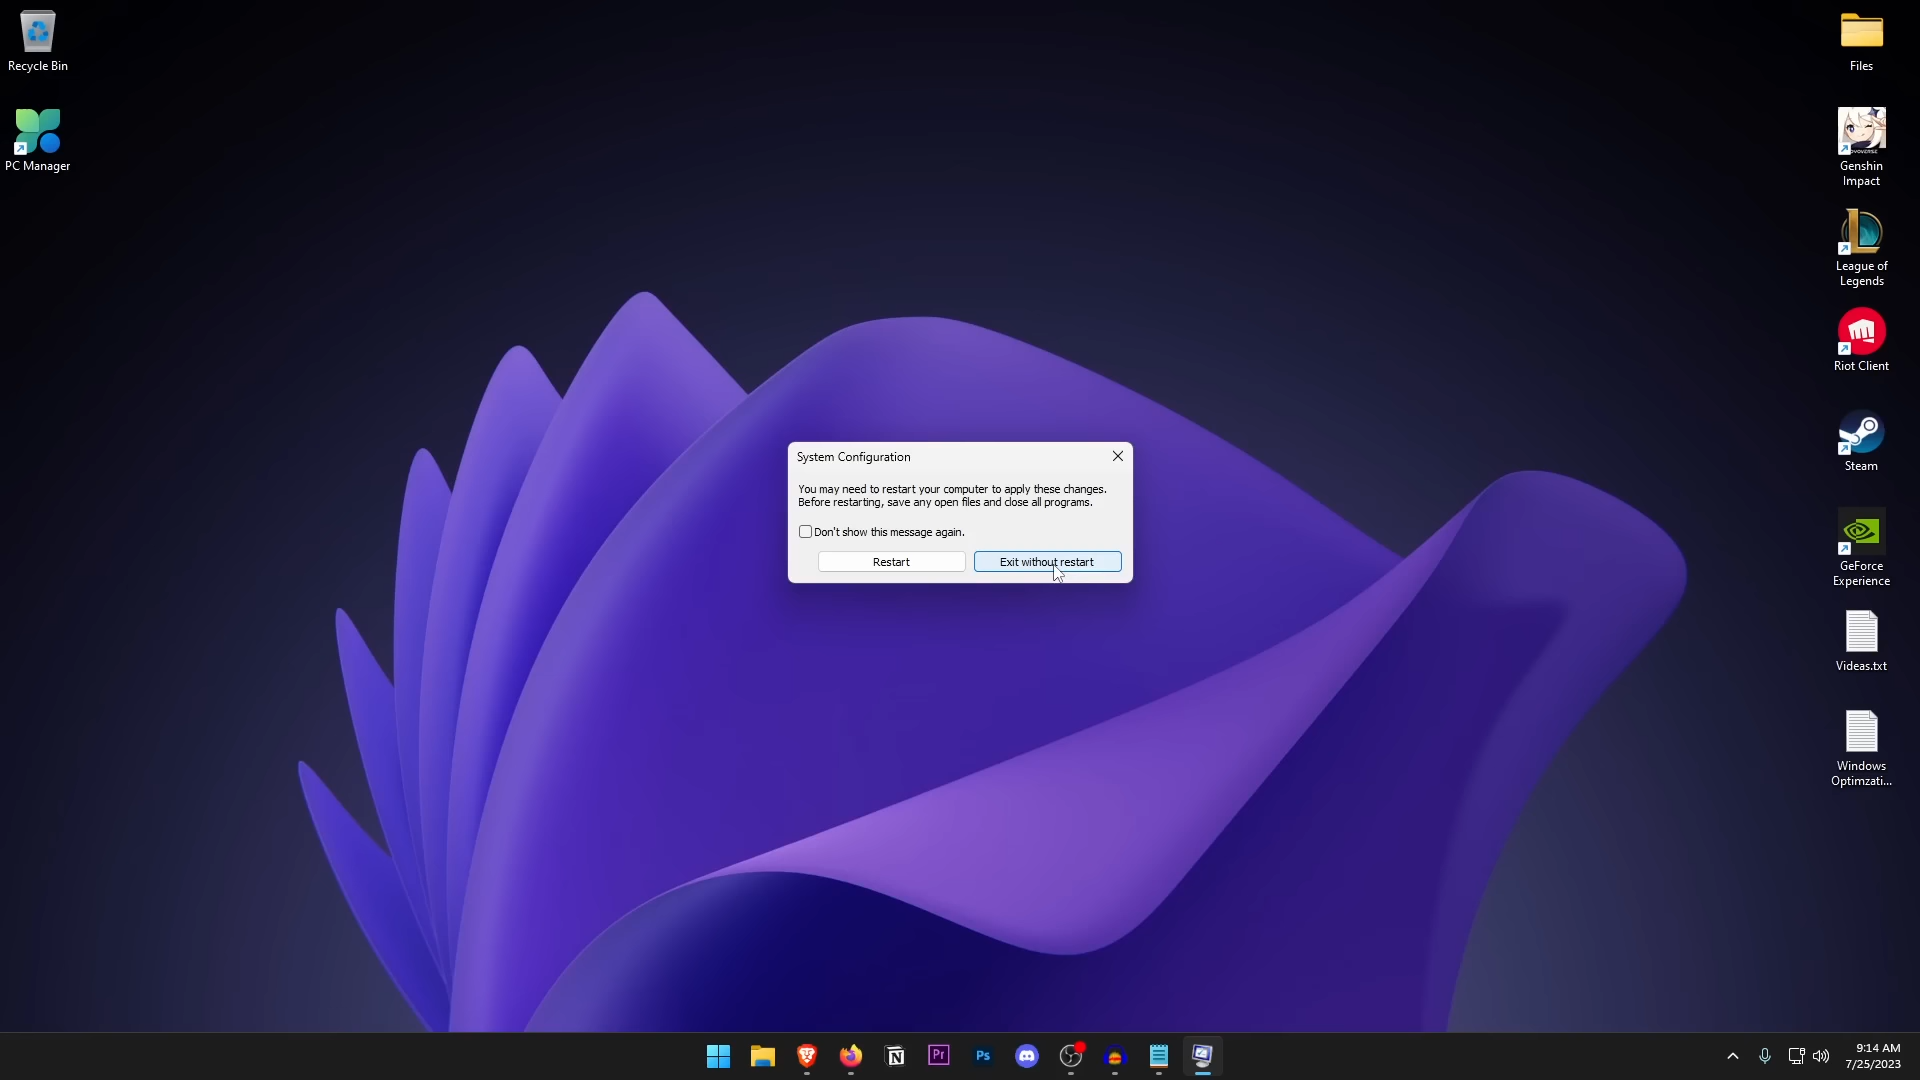 Recycle Bin
PC Manager
Files
Genshin
Impact
League of
Legends
Riot Client
Steam
GeForce
Experience
Videas.txt
Windows
Optimzati...
System Configuration
You may need to restart your computer to apply these changes.
Before restarting, save any open files and close all programs.
Don't show this message again.
Restart
Exit without restart
Pr
Ps
9:14 AM
7/25/2023